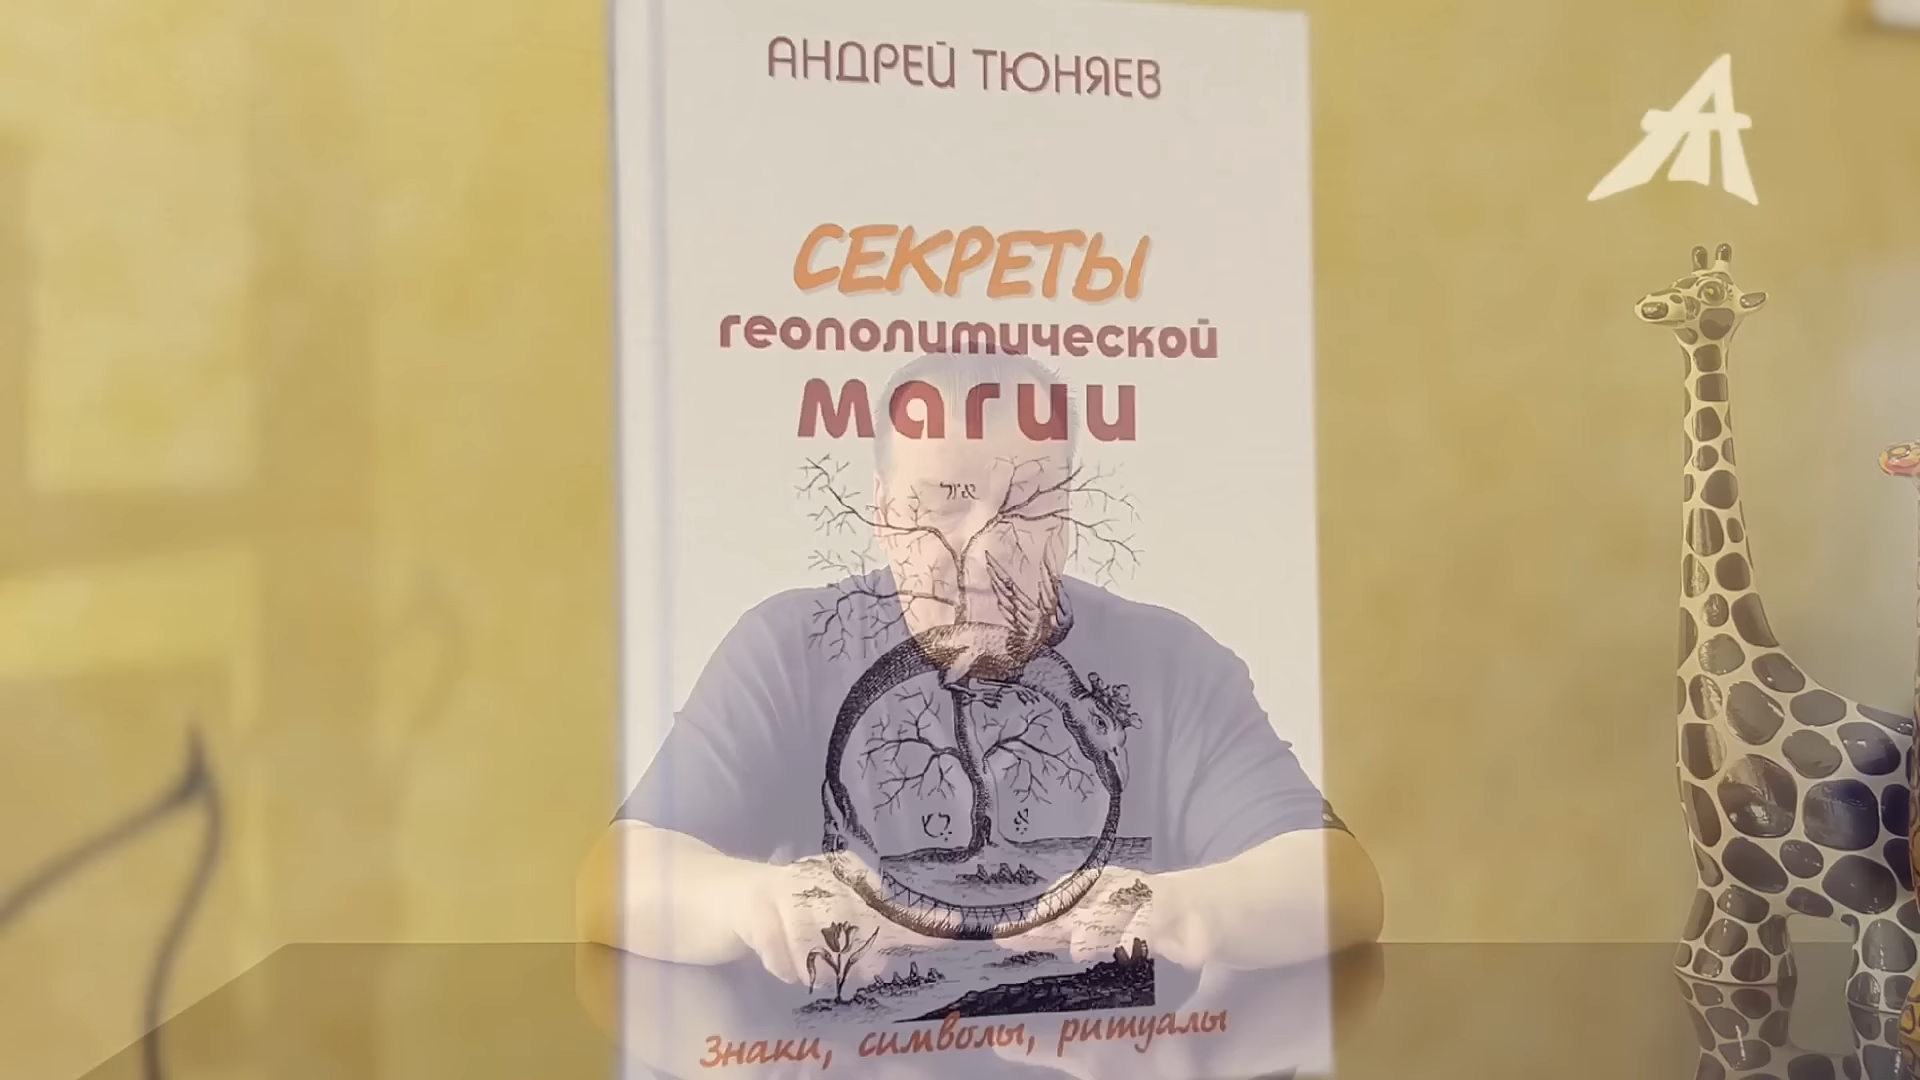 АНДРЕЙ ТЮНЯЕВ
СЕКРЕТЫ
геополитической
магии
Знаки, символы, ритуалы